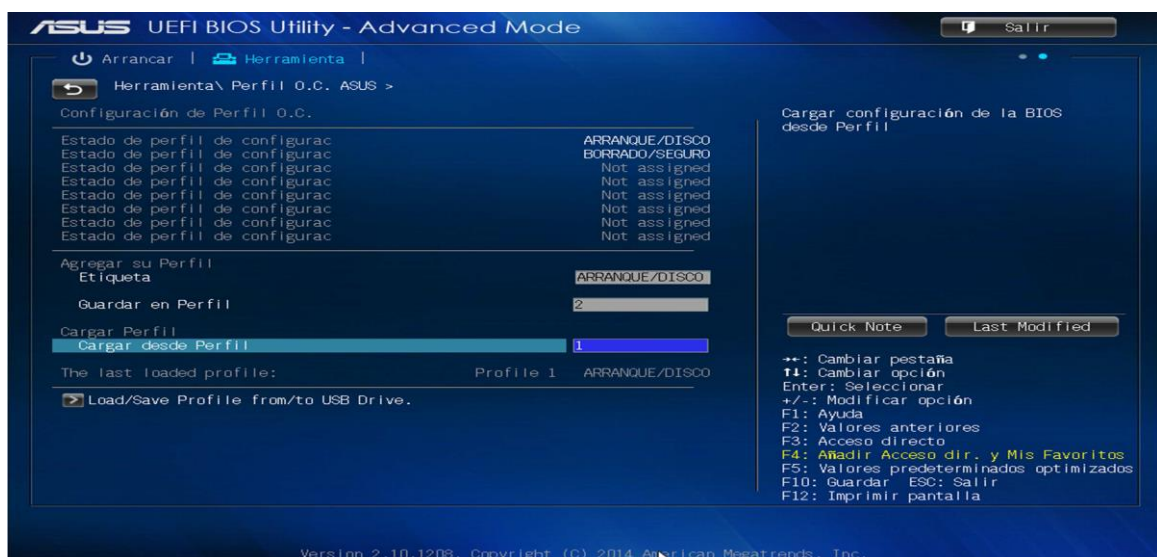 ASUS UEFI BIOS Utility - Advanced Mode
Salir
Arrancar | Herramienta |
Herramienta\ Perfil O.C. ASUS >
Configuración de Perfil O.C.
Estado de perfil de configurac ARRANQUE/DISCO
Estado de perfil de configurac BORRADO/SEGURO
Estado de perfil de configurac Not assigned
Estado de perfil de configurac Not assigned
Estado de perfil de configurac Not assigned
Estado de perfil de configurac Not assigned
Estado de perfil de configurac Not assigned
Estado de perfil de configurac Not assigned
Agregar su Perfil
Etiqueta ARRANQUE/DISCO
Guardar en Perfil 2
Cargar Perfil
Cargar desde Perfil 1
The last loaded profile: Profile 1 ARRANQUE/DISCO
> Load/Save Profile from/to USB Drive.
Cargar configuración de la BIOS
desde Perfil
Quick Note Last Modified
→←: Cambiar pestaña
↑↓: Cambiar opción
Enter: Seleccionar
+/-: Modificar opción
F1: Ayuda
F2: Valores anteriores
F3: Acceso directo
F4: Añadir Acceso dir. y Mis Favoritos
F5: Valores predeterminados optimizados
F10: Guardar ESC: Salir
F12: Imprimir pantalla
Version 2.10.1208. Copyright (C) 2014 American Megatrends, Inc.